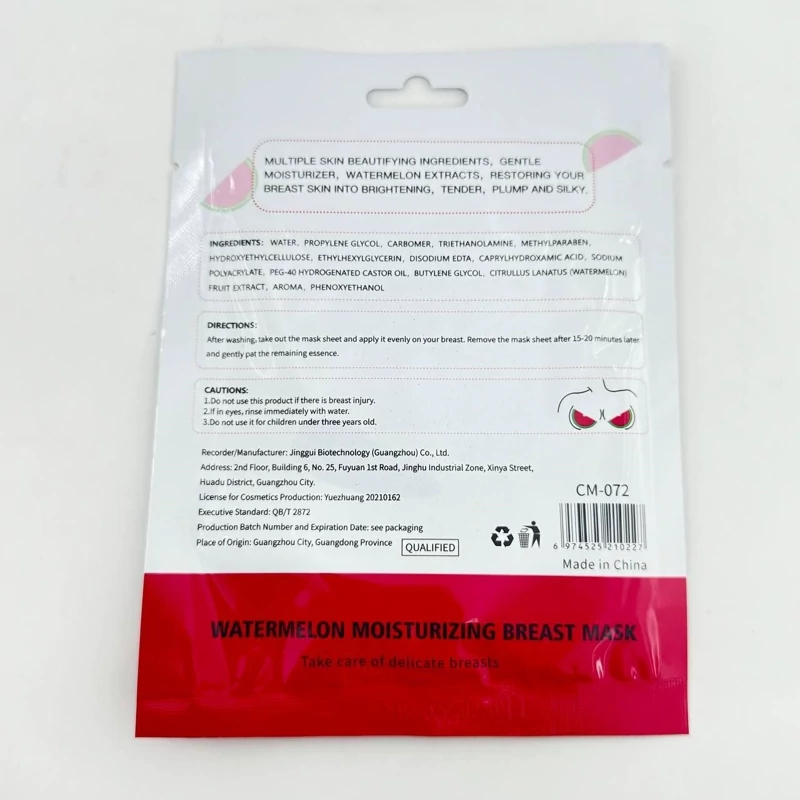 MULTIPLE SKIN BEAUTIFYING INGREDIENTS, GENTLE
MOISTURIZER, WATERMELON EXTRACTS, RESTORING YOUR
BREAST SKIN INTO BRIGHTENING, TENDER, PLUMP AND SILKY.
INGREDIENTS: WATER, PROPYLENE GLYCOL, CARBOMER, TRIETHANOLAMINE, METHYLPARABEN,
HYDROXYETHYLCELLULOSE, ETHYLHEXYLGLYCERIN, DISODIUM EDTA, CAPRYLHYDROXAMIC ACID, SODIUM
POLYACRYLATE, PEG-40 HYDROGENATED CASTOR OIL, BUTYLENE GLYCOL, CITRULLUS LANATUS (WATERMELON)
FRUIT EXTRACT, AROMA, PHENOXYETHANOL
DIRECTIONS:
After washing, take out the mask sheet and apply it evenly on your breast. Remove the mask sheet after 15-20 minutes later
and gently pat the remaining essence.
CAUTIONS:
1.Do not use this product if there is breast injury.
2.If in eyes, rinse immediately with water.
3.Do not use it for children under three years old.
Recorder/Manufacturer: Jinggui Biotechnology (Guangzhou) Co., Ltd.
Address: 2nd Floor, Building 6, No. 25, Fuyuan 1st Road, Jinghu Industrial Zone, Xinya Street,
Huadu District, Guangzhou City.
License for Cosmetics Production: Yuezhuang 20210162
Executive Standard: QB/T 2872
Production Batch Number and Expiration Date: see packaging
Place of Origin: Guangzhou City, Guangdong Province
QUALIFIED
CM-072
6 974525 210227
Made in China
WATERMELON MOISTURIZING BREAST MASK
Take care of delicate breasts